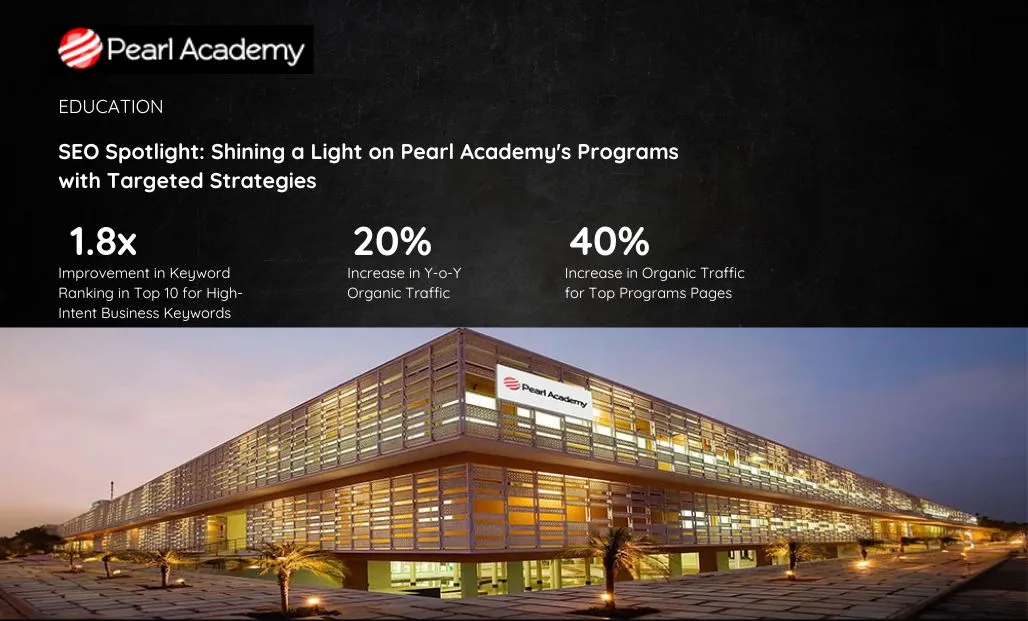 Pearl Academy
EDUCATION
SEO Spotlight: Shining a Light on Pearl Academy's Programs
with Targeted Strategies
1.8x
Improvement in Keyword
Ranking in Top 10 for High-
Intent Business Keywords
20%
Increase in Y-o-Y
Organic Traffic
40%
Increase in Organic Traffic
for Top Programs Pages
Pearl Academy